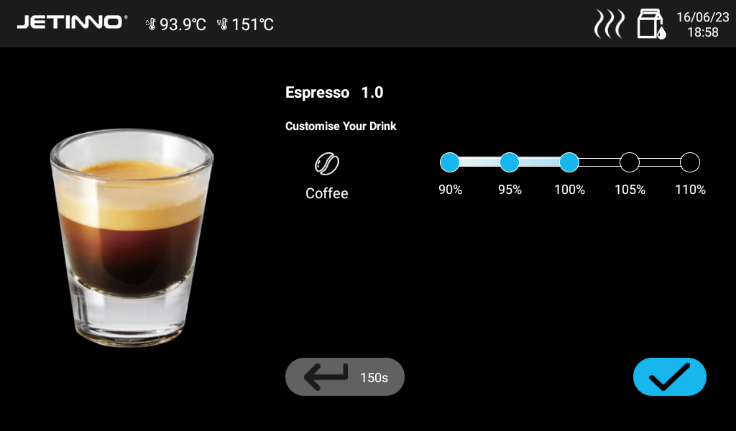 JETINNO® 93.9℃ 151℃ 16/06/23
18:58
Espresso 1.0
Customise Your Drink
Coffee
90% 95% 100% 105% 110%
150s